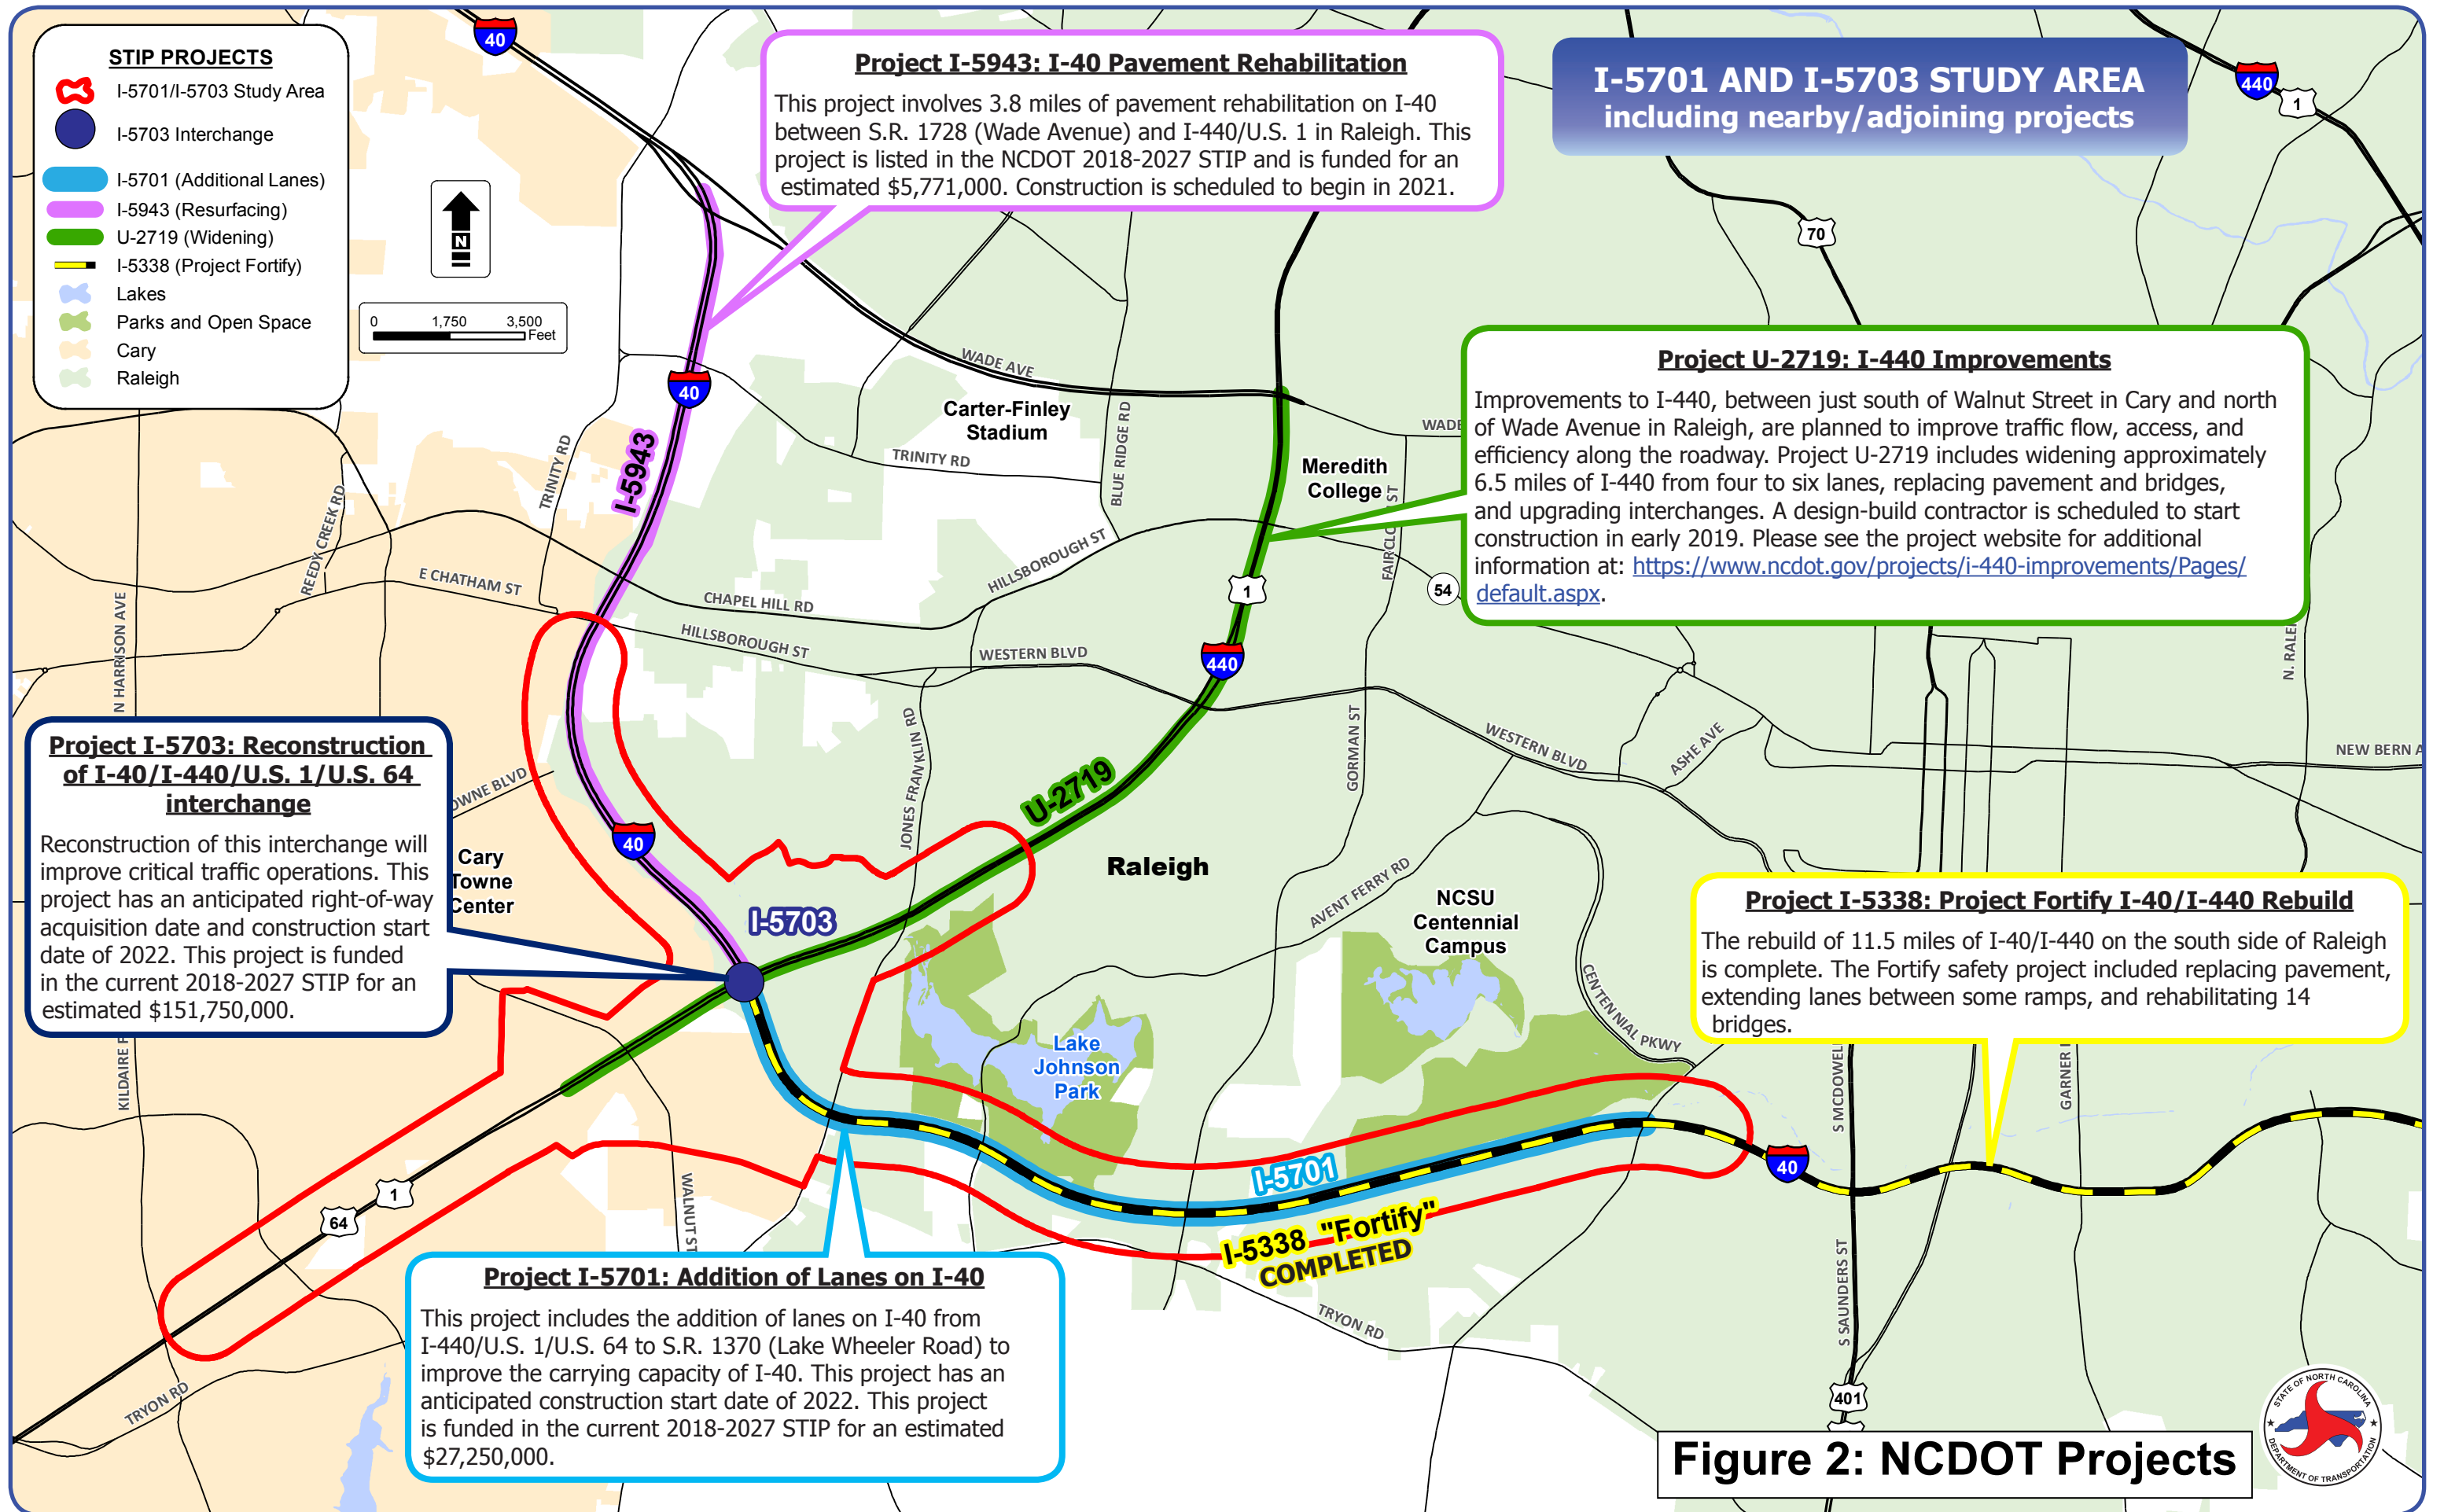 STIP PROJECTS
I-5701/I-5703 Study Area
I-5703 Interchange
I-5701 (Additional Lanes)
I-5943 (Resurfacing)
U-2719 (Widening)
I-5338 (Project Fortify)
Lakes
Parks and Open Space
Cary
Raleigh
N
0 1,750 3,500
Feet
40
Project I-5943: I-40 Pavement Rehabilitation
This project involves 3.8 miles of pavement rehabilitation on I-40
between S.R. 1728 (Wade Avenue) and I-440/U.S. 1 in Raleigh. This
project is listed in the NCDOT 2018-2027 STIP and is funded for an
estimated $5,771,000. Construction is scheduled to begin in 2021.
I-5701 AND I-5703 STUDY AREA
including nearby/adjoining projects
440
1
70
Project U-2719: I-440 Improvements
Improvements to I-440, between just south of Walnut Street in Cary and north
of Wade Avenue in Raleigh, are planned to improve traffic flow, access, and
efficiency along the roadway. Project U-2719 includes widening approximately
6.5 miles of I-440 from four to six lanes, replacing pavement and bridges,
and upgrading interchanges. A design-build contractor is scheduled to start
construction in early 2019. Please see the project website for additional
information at: https://www.ncdot.gov/projects/i-440-improvements/Pages/
default.aspx.
WADE AVE
40
Carter-Finley
Stadium
BLUE RIDGE RD
WADE
TRINITY RD
TRINITY RD
I-5943
Meredith
College
REEDY CREEK RD
HILLSBOROUGH ST
E CHATHAM ST
CHAPEL HILL RD
1
54
N HARRISON AVE
HILLSBOROUGH ST
WESTERN BLVD
440
JONES FRANKLIN RD
GORMAN ST
WESTERN BLVD
ASHE AVE
NEW BERN A
Project I-5703: Reconstruction
of I-40/I-440/U.S. 1/U.S. 64
interchange
Reconstruction of this interchange will
improve critical traffic operations. This
project has an anticipated right-of-way
acquisition date and construction start
date of 2022. This project is funded
in the current 2018-2027 STIP for an
estimated $151,750,000.
OWNE BLVD
40
Cary
Towne
Center
U-2719
Raleigh
I-5703
AVENT FERRY RD
NCSU
Centennial
Campus
CENTENNIAL PKWY
Project I-5338: Project Fortify I-40/I-440 Rebuild
The rebuild of 11.5 miles of I-40/I-440 on the south side of Raleigh
is complete. The Fortify safety project included replacing pavement,
extending lanes between some ramps, and rehabilitating 14
bridges.
Lake
Johnson
Park
KILDAIRE F
S MCDOWEL
GARNER
40
I-5701
I-5338 "Fortify"
COMPLETED
1
64
WALNUT ST
TRYON RD
S SAUNDERS ST
TRYON RD
Project I-5701: Addition of Lanes on I-40
This project includes the addition of lanes on I-40 from
I-440/U.S. 1/U.S. 64 to S.R. 1370 (Lake Wheeler Road) to
improve the carrying capacity of I-40. This project has an
anticipated construction start date of 2022. This project
is funded in the current 2018-2027 STIP for an estimated
$27,250,000.
401
Figure 2: NCDOT Projects
STATE OF NORTH CAROLINA
DEPARTMENT OF TRANSPORTATION